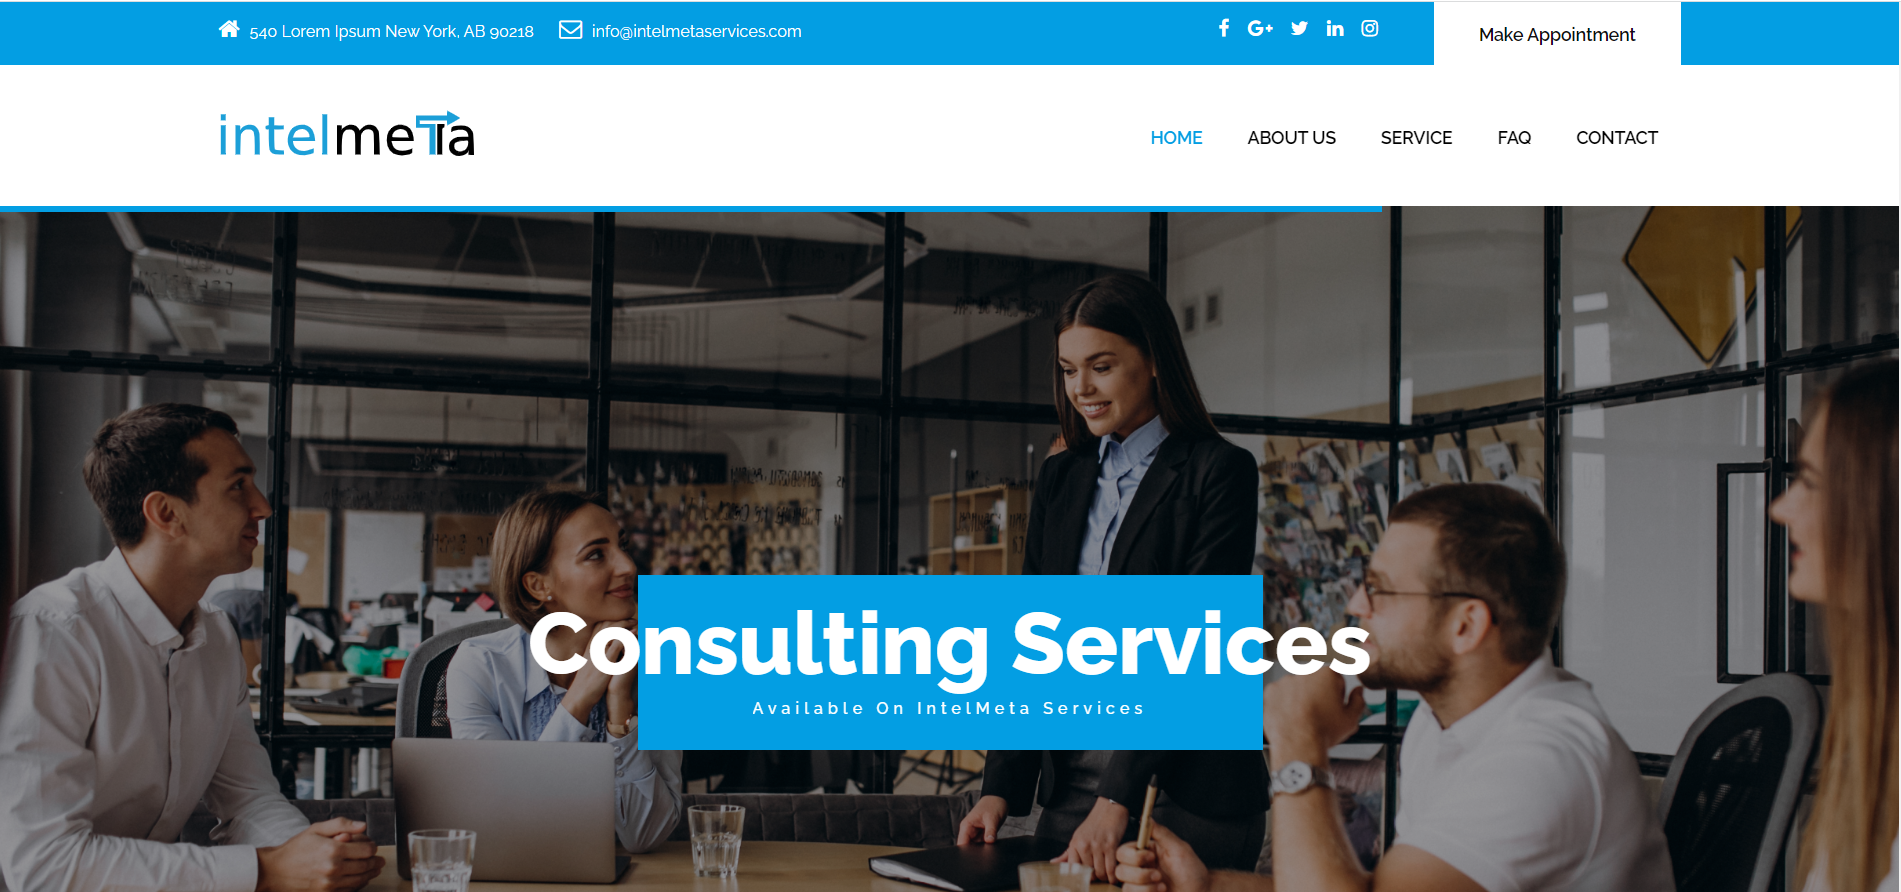 540 Lorem Ipsum New York, AB 90218
info@intelmetaservices.com
Make Appointment
intelmeta
HOME
ABOUT US
SERVICE
FAQ
CONTACT
Consulting Services
Available On IntelMeta Services